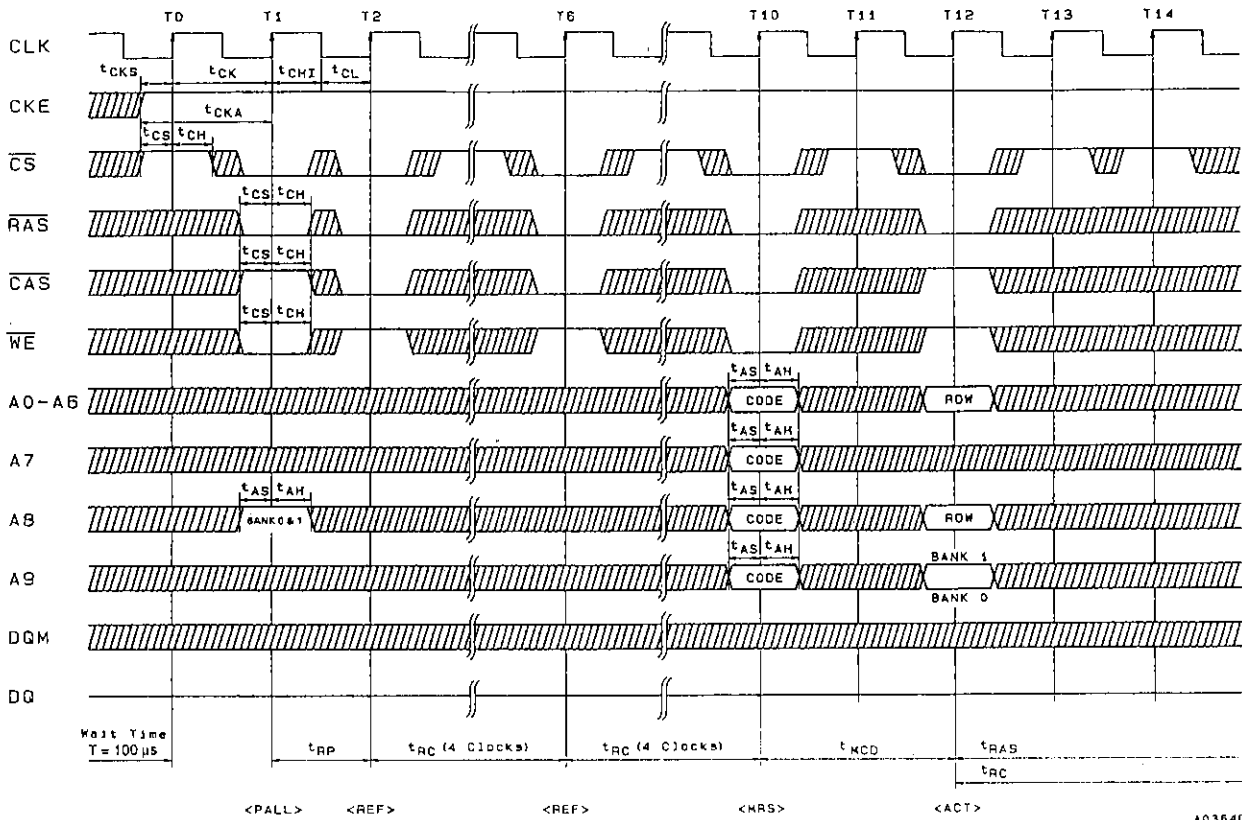 T0 T1 T2 T6 T10 T11 T12 T13 T14
CLK
tCKS tCK tCHI tCL
CKE
tCKA
tCS tCH
CS
tCS tCH
RAS
tCS tCH
CAS
tCS tCH
WE
tAS tAH
A0-A6 CODE ROW
tAS tAH
A7 CODE
tAS tAH tAS tAH
A8 BANK 0 & 1 CODE ROW
tAS tAH BANK 1
A9 CODE
BANK 0
DQM
DQ
Wait Time
T = 100 µs tRP tRC (4 Clocks) tRC (4 Clocks) tMCD tRAS
tRC
<PALL> <REF> <REF> <MRS> <ACT>